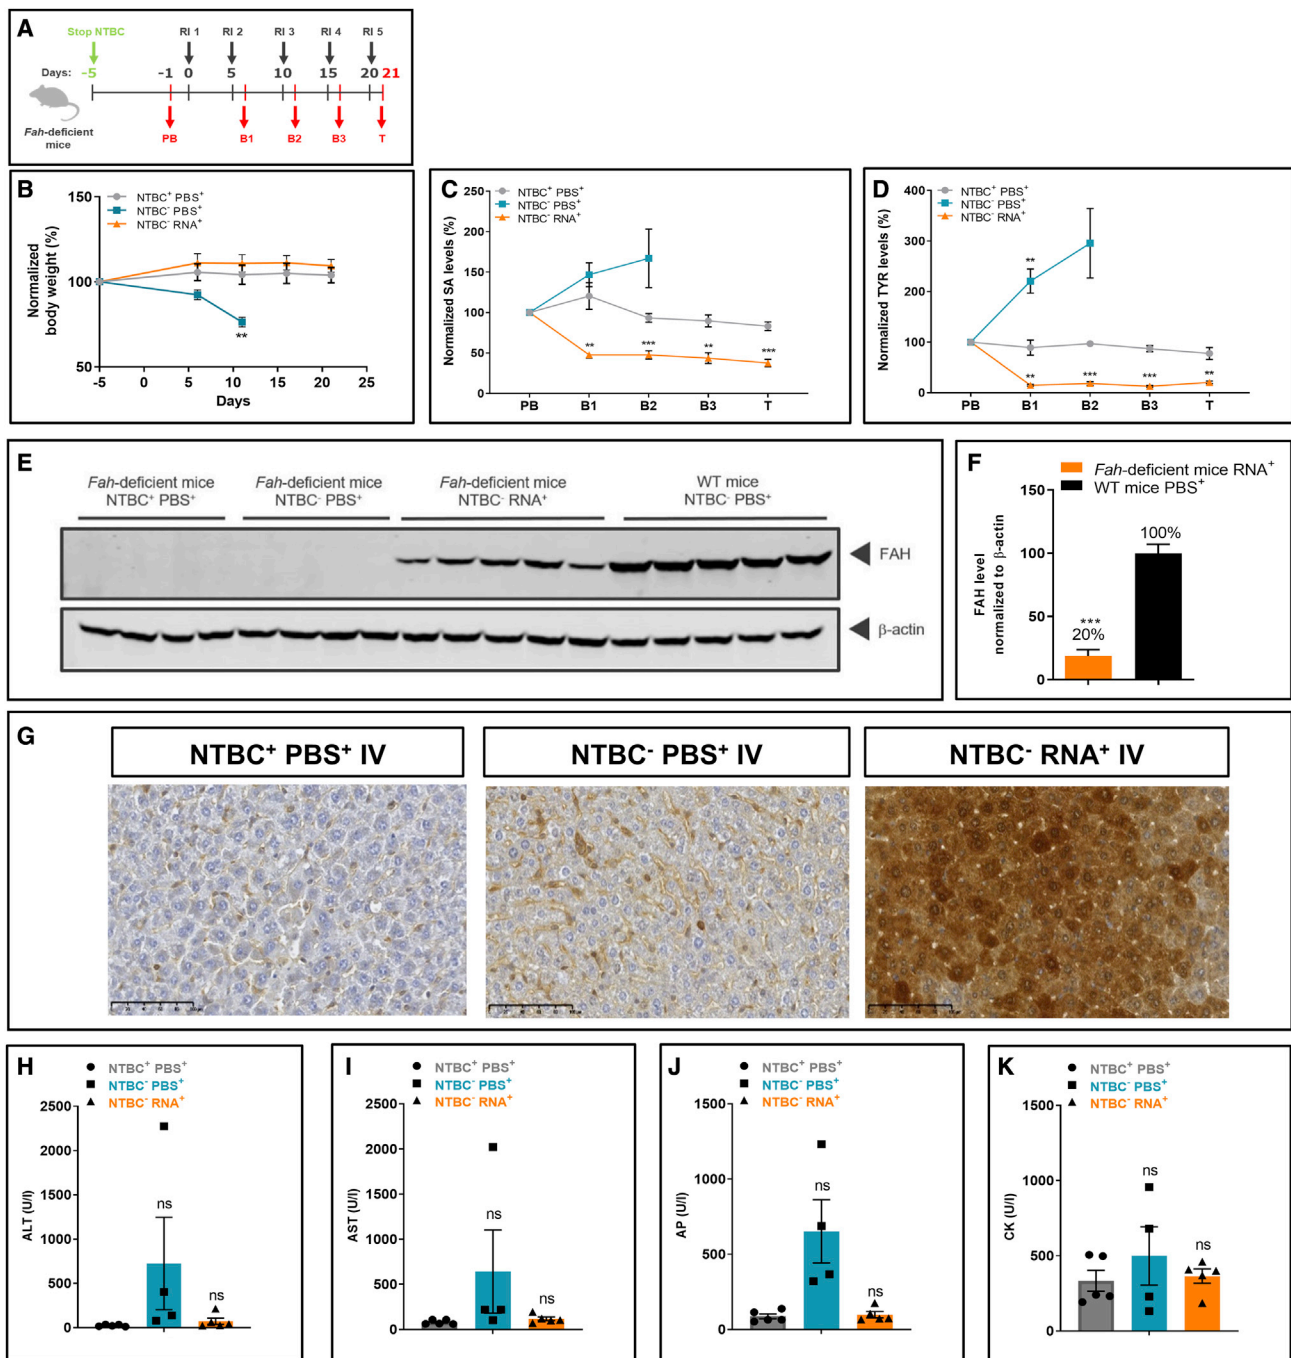 A
Stop NTBC
RI 1 RI 2 RI 3 RI 4 RI 5
Days: -5 -1 0 5 10 15 20 21
Fah-deficient
mice
PB B1 B2 B3 T
B
Normalized
body weight (%)
150
100
50
NTBC⁺ PBS⁺
NTBC⁻ PBS⁺
NTBC⁻ RNA⁺
**
-5 0 5 10 15 20 25
Days
C
Normalized SA levels (%)
250
200
150
100
50
0
NTBC⁺ PBS⁺
NTBC⁻ PBS⁺
NTBC⁻ RNA⁺
** *** ** ***
PB B1 B2 B3 T
D
Normalized TYR levels (%)
400
300
200
100
0
NTBC⁺ PBS⁺
NTBC⁻ PBS⁺
NTBC⁻ RNA⁺
**
** *** *** **
PB B1 B2 B3 T
E
Fah-deficient mice
NTBC⁺ PBS⁺
Fah-deficient mice
NTBC⁻ PBS⁺
Fah-deficient mice
NTBC⁻ RNA⁺
WT mice
NTBC⁻ PBS⁺
FAH
β-actin
F
Fah-deficient mice RNA⁺
WT mice PBS⁺
FAH level
normalized to β-actin
150
100
50
0
***
20%
100%
G
NTBC⁺ PBS⁺ IV
NTBC⁻ PBS⁺ IV
NTBC⁻ RNA⁺ IV
H
NTBC⁺ PBS⁺
NTBC⁻ PBS⁺
NTBC⁻ RNA⁺
ALT (U/l)
2500
2000
1500
1000
500
0
ns
ns
I
NTBC⁺ PBS⁺
NTBC⁻ PBS⁺
NTBC⁻ RNA⁺
AST (U/l)
2500
2000
1500
1000
500
0
ns
ns
J
NTBC⁺ PBS⁺
NTBC⁻ PBS⁺
NTBC⁻ RNA⁺
AP (U/l)
1500
1000
500
0
ns
ns
K
NTBC⁺ PBS⁺
NTBC⁻ PBS⁺
NTBC⁻ RNA⁺
CK (U/l)
1500
1000
500
0
ns
ns